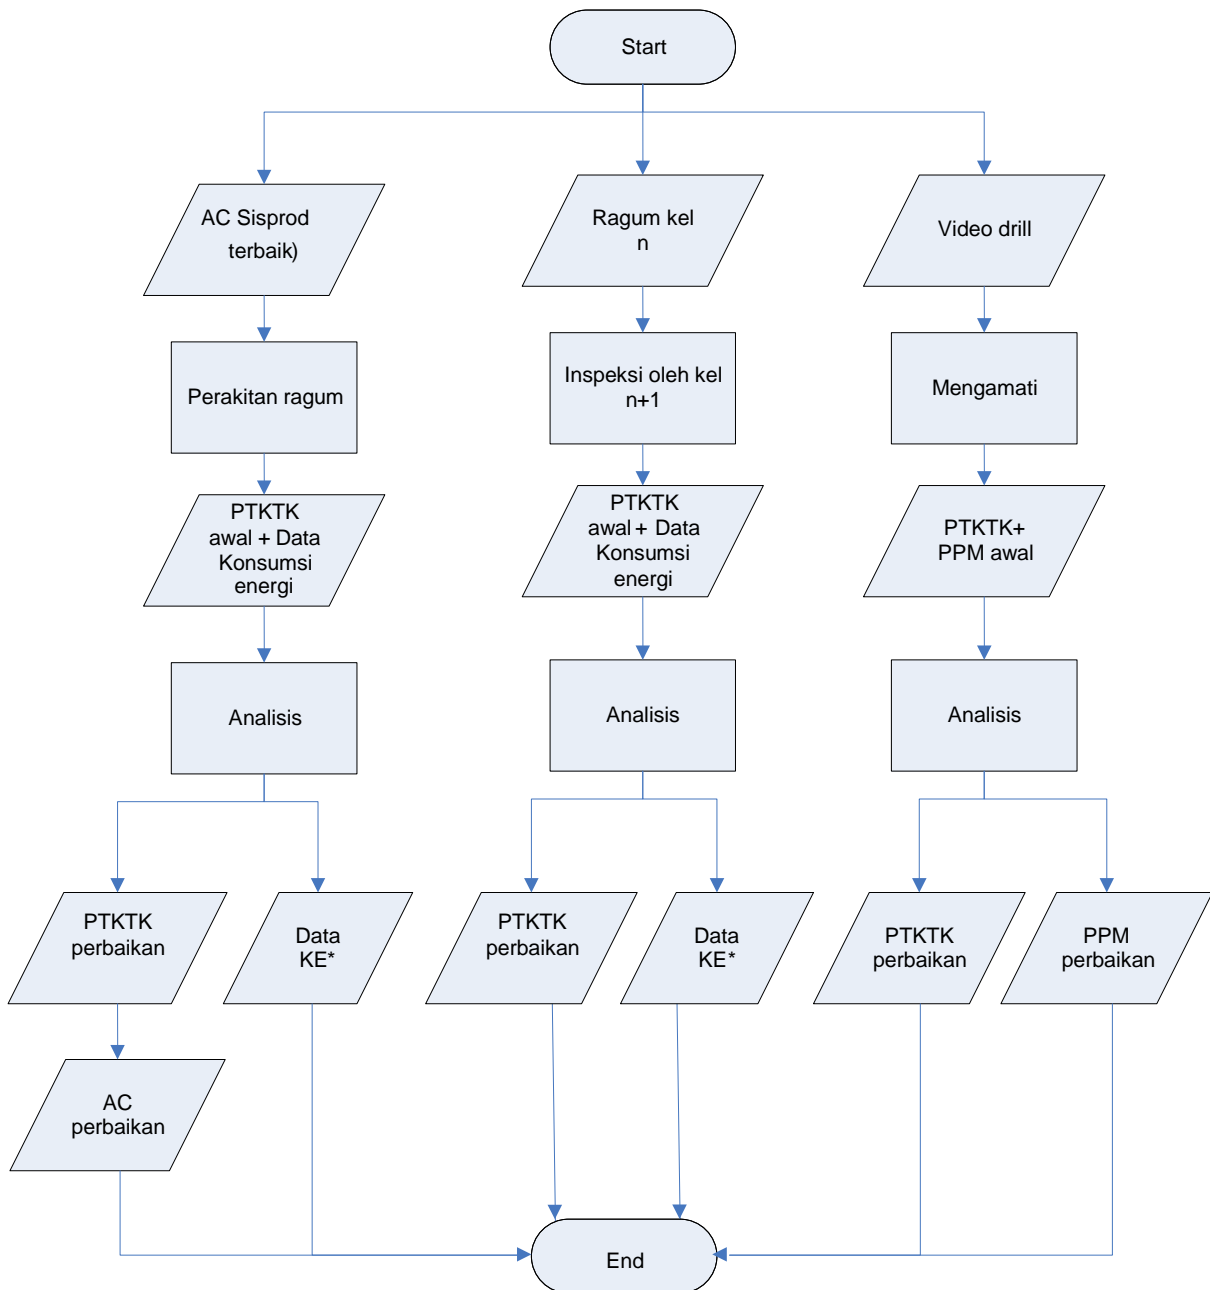 Start
AC Sisprod
terbaik)
Ragum kel
n
Video drill
Perakitan ragum
Inspeksi oleh kel
n+1
Mengamati
PTKTK
awal + Data
Konsumsi
energi
PTKTK
awal + Data
Konsumsi
energi
PTKTK+
PPM awal
Analisis
Analisis
Analisis
PTKTK
perbaikan
Data
KE*
PTKTK
perbaikan
Data
KE*
PTKTK
perbaikan
PPM
perbaikan
AC
perbaikan
End